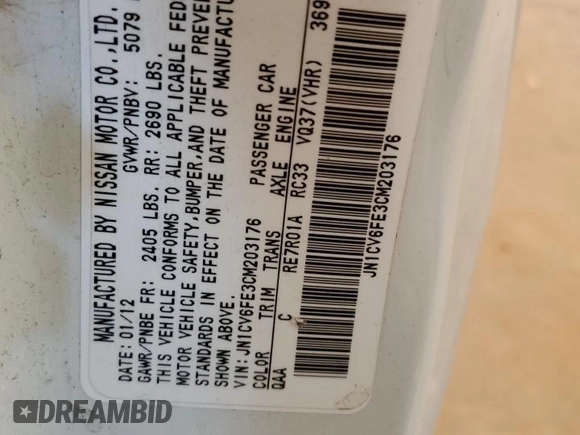 MANUFACTURED BY NISSAN MOTOR CO.,LTD.
DATE: 01/12 GVWR/PNBV: 5079
GAWR/PNBE FR: 2405 LBS. RR: 2690 LBS.
THIS VEHICLE CONFORMS TO ALL APPLICABLE FED
MOTOR VEHICLE SAFETY,BUMPER,AND THEFT PREVE
STANDARDS IN EFFECT ON THE DATE OF MANUFACTU
SHOWN ABOVE.
VIN:JN1CV6FE3CM203176 PASSENGER CAR
COLOR TRIM TRANS AXLE ENGINE
QAA C RE7R01A RC33 VQ37(VHR) 369
JN1CV6FE3CM203176
DREAMBID